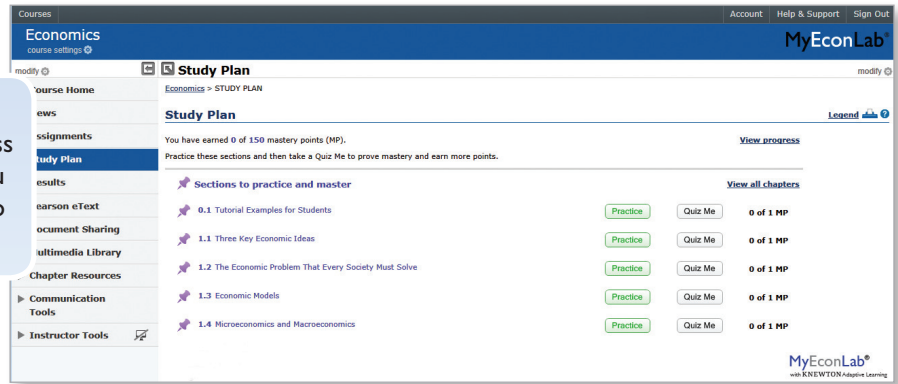 Courses
Account Help & Support Sign Out
Economics
course settings
MyEconLab®
modify
Study Plan
modify
Economics > STUDY PLAN
Study Plan
Legend
You have earned 0 of 150 mastery points (MP).
View progress
Practice these sections and then take a Quiz Me to prove mastery and earn more points.
Sections to practice and master
View all chapters
0.1 Tutorial Examples for Students Practice Quiz Me 0 of 1 MP
1.1 Three Key Economic Ideas Practice Quiz Me 0 of 1 MP
1.2 The Economic Problem That Every Society Must Solve Practice Quiz Me 0 of 1 MP
1.3 Economic Models Practice Quiz Me 0 of 1 MP
1.4 Microeconomics and Macroeconomics Practice Quiz Me 0 of 1 MP
ourse Home
ews
ssignments
tudy Plan
esults
earson eText
ocument Sharing
ultimedia Library
Chapter Resources
Communication
Tools
Instructor Tools
MyEconLab®
with KNEWTON Adaptive Learning